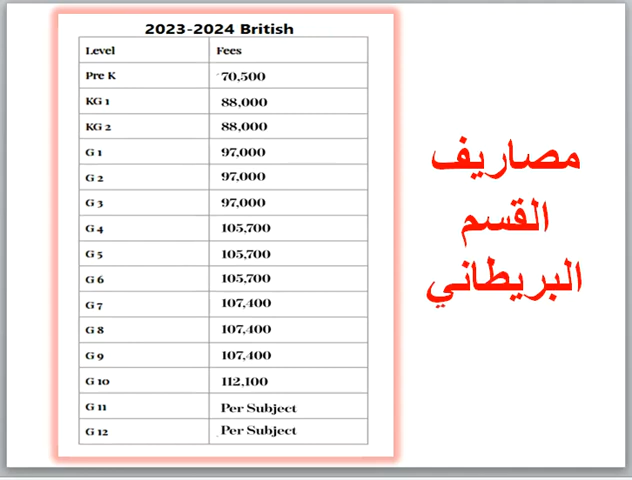 2023-2024 British
Level Fees
Pre K 70,500
KG 1 88,000
KG 2 88,000
G 1 97,000
G 2 97,000
G 3 97,000
G 4 105,700
G 5 105,700
G 6 105,700
G 7 107,400
G 8 107,400
G 9 107,400
G 10 112,100
G 11 Per Subject
G 12 Per Subject
مصاريف
القسم
البريطاني